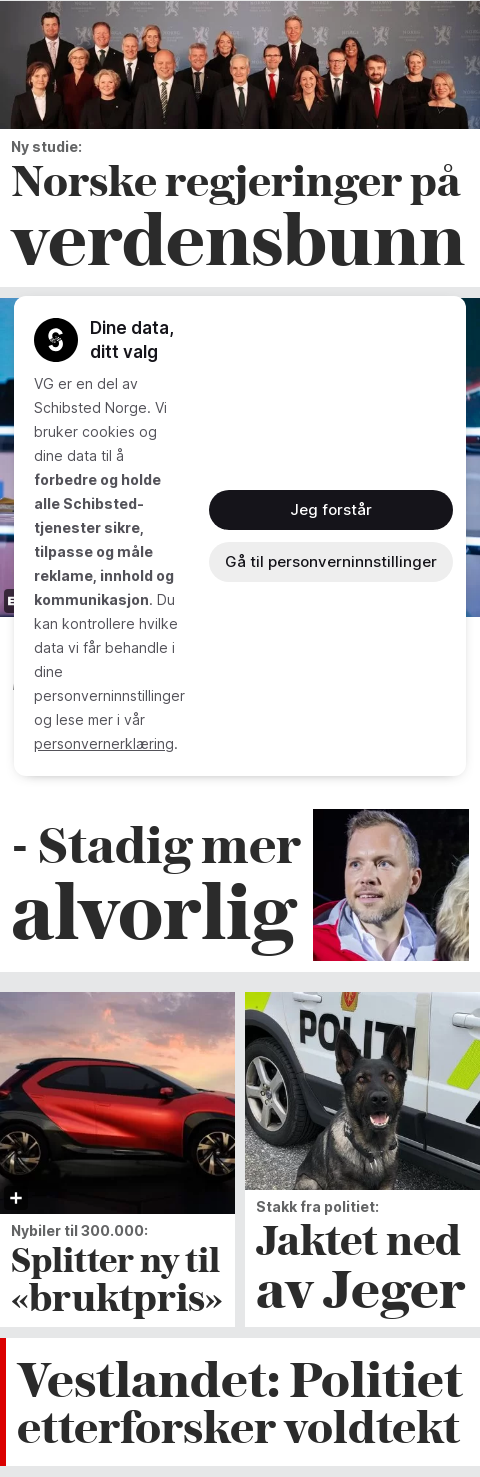 Ny studie:
Norske regjeringer på
verdensbunn
Dine data,
ditt valg
VG er en del av
Schibsted Norge. Vi
bruker cookies og
dine data til å
forbedre og holde
alle Schibsted-
tjenester sikre,
tilpasse og måle
reklame, innhold og
kommunikasjon. Du
kan kontrollere hvilke
data vi får behandle i
dine
personverninnstillinger
og lese mer i vår
personvernerklæring.
Jeg forstår
Gå til personverninnstillinger
- Stadig mer
alvorlig
POLITI
Nybiler til 300.000:
Splitter ny til
«bruktpris»
Stakk fra politiet:
Jaktet ned
av Jeger
Vestlandet: Politiet
etterforsker voldtekt